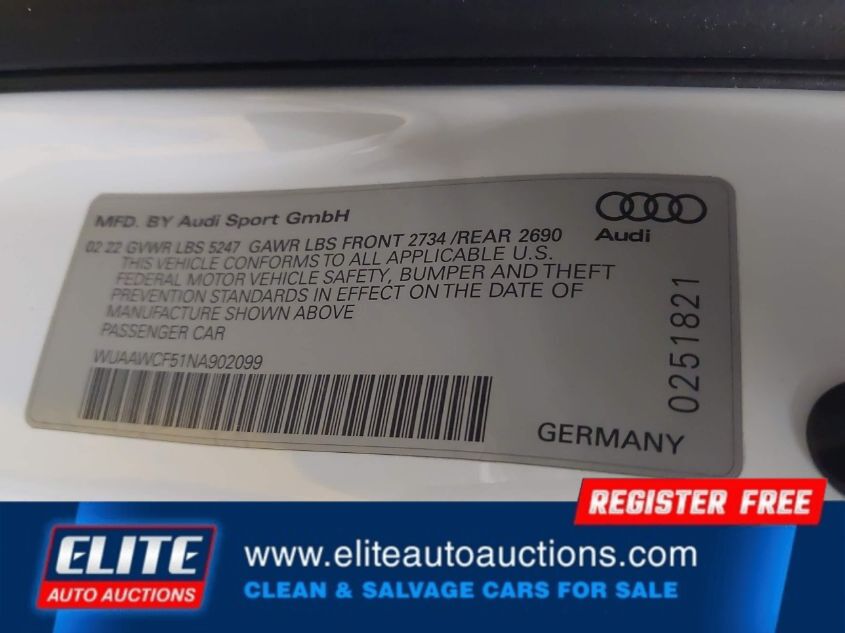 MFD. BY Audi Sport GmbH
02 22 GVWR LBS 5247 GAWR LBS FRONT 2734 /REAR 2690
THIS VEHICLE CONFORMS TO ALL APPLICABLE U.S.
FEDERAL MOTOR VEHICLE SAFETY, BUMPER AND THEFT
PREVENTION STANDARDS IN EFFECT ON THE DATE OF
MANUFACTURE SHOWN ABOVE
PASSENGER CAR
WUAAWCF51NA902099
Audi
0251821
GERMANY
REGISTER FREE
ELITE
AUTO AUCTIONS
www.eliteautoauctions.com
CLEAN & SALVAGE CARS FOR SALE